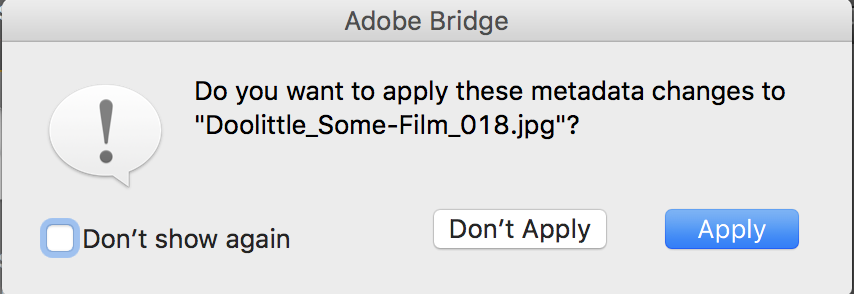 Adobe Bridge
Do you want to apply these metadata changes to
"Doolittle_Some-Film_018.jpg"?
Don’t show again
Don’t Apply
Apply